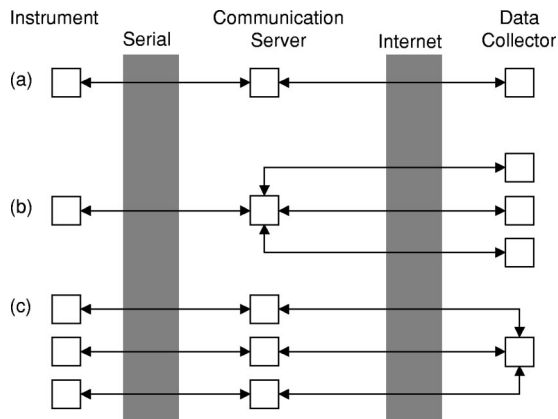 Instrument
Communication
Server
Data
Collector
Serial
Internet
(a)
(b)
(c)